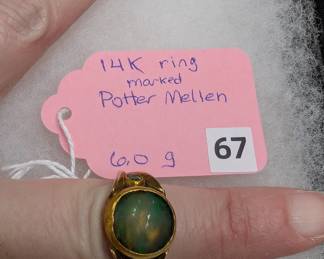 14K ring
marked
Potter Mellen
6.0 g
67